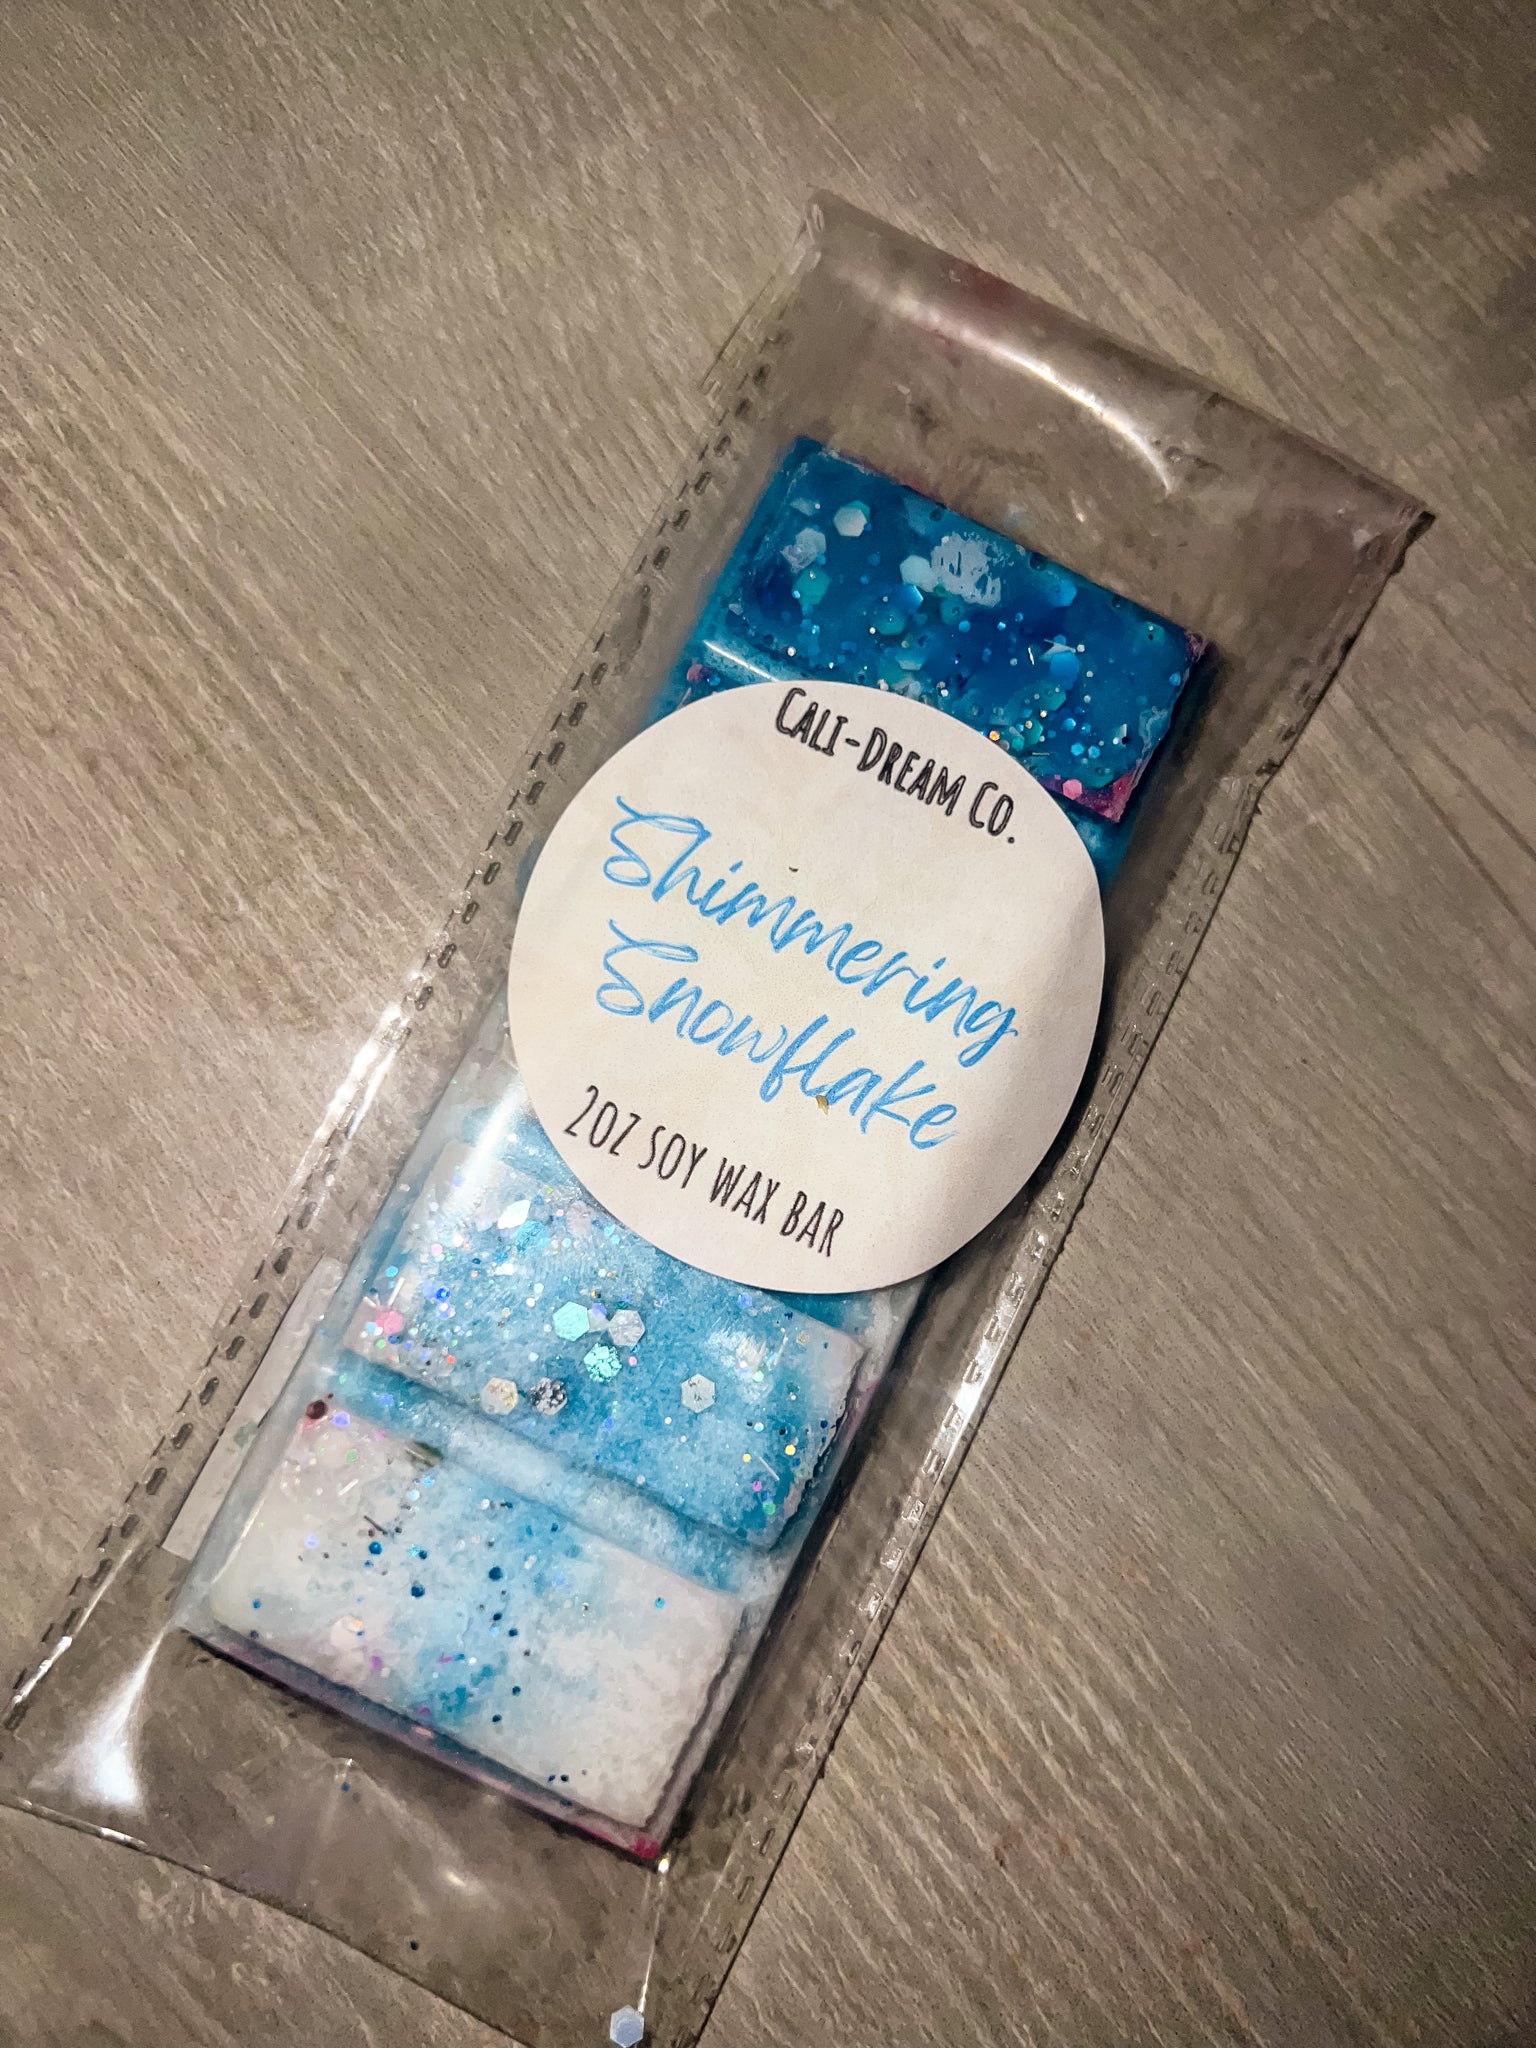 CALI-DREAM CO.
Shimmering
Snowflake
2OZ SOY WAX BAR